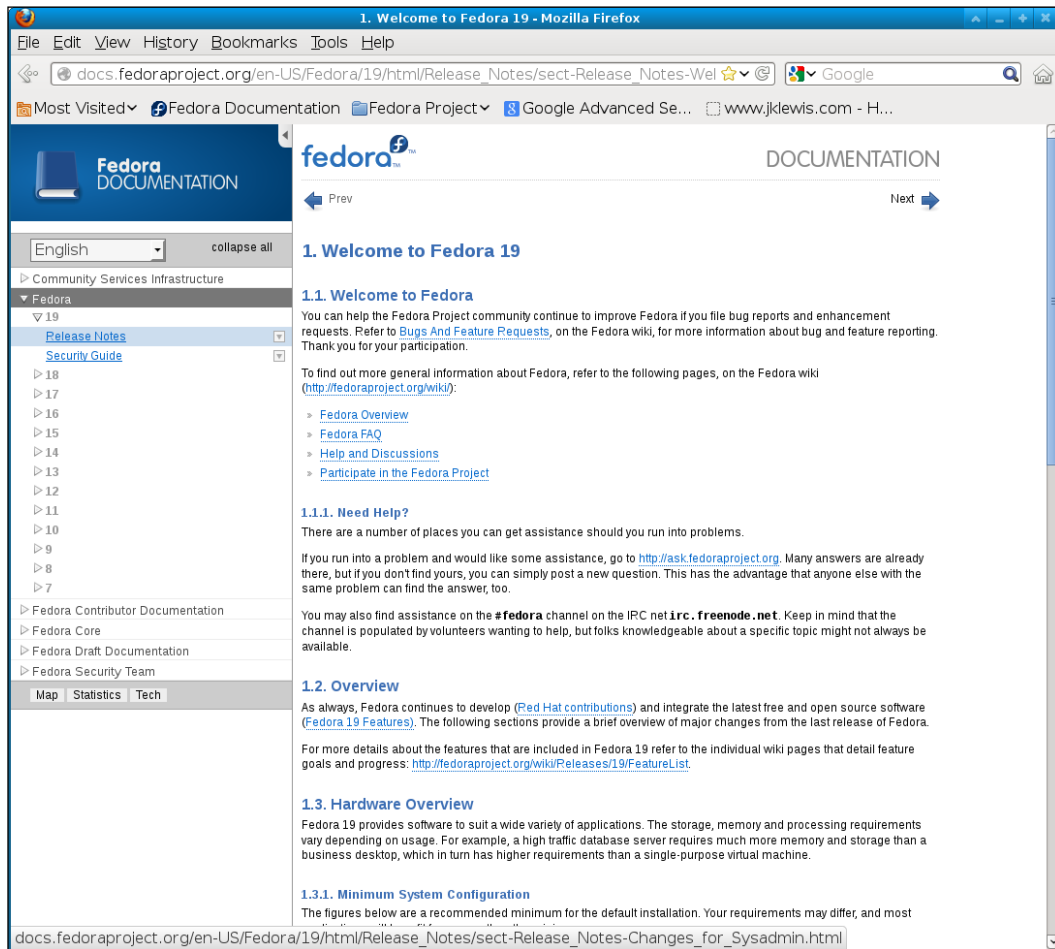 1. Welcome to Fedora 19 - Mozilla Firefox
File Edit View History Bookmarks Tools Help
docs.fedoraproject.org/en-US/Fedora/19/html/Release_Notes/sect-Release_Notes-Wel Google
Most Visited Fedora Documentation Fedora Project Google Advanced Se... www.jklewis.com - H...
Fedora
DOCUMENTATION
English collapse all
Community Services Infrastructure
Fedora
19
Release Notes
Security Guide
18
17
16
15
14
13
12
11
10
9
8
7
Fedora Contributor Documentation
Fedora Core
Fedora Draft Documentation
Fedora Security Team
Map Statistics Tech
fedora™ DOCUMENTATION
Prev Next
1. Welcome to Fedora 19
1.1. Welcome to Fedora
You can help the Fedora Project community continue to improve Fedora if you file bug reports and enhancement
requests. Refer to Bugs And Feature Requests, on the Fedora wiki, for more information about bug and feature reporting.
Thank you for your participation.
To find out more general information about Fedora, refer to the following pages, on the Fedora wiki
(http://fedoraproject.org/wiki/):
» Fedora Overview
» Fedora FAQ
» Help and Discussions
» Participate in the Fedora Project
1.1.1. Need Help?
There are a number of places you can get assistance should you run into problems.
If you run into a problem and would like some assistance, go to http://ask.fedoraproject.org. Many answers are already
there, but if you don't find yours, you can simply post a new question. This has the advantage that anyone else with the
same problem can find the answer, too.
You may also find assistance on the #fedora channel on the IRC net irc.freenode.net. Keep in mind that the
channel is populated by volunteers wanting to help, but folks knowledgeable about a specific topic might not always be
available.
1.2. Overview
As always, Fedora continues to develop (Red Hat contributions) and integrate the latest free and open source software
(Fedora 19 Features). The following sections provide a brief overview of major changes from the last release of Fedora.
For more details about the features that are included in Fedora 19 refer to the individual wiki pages that detail feature
goals and progress: http://fedoraproject.org/wiki/Releases/19/FeatureList.
1.3. Hardware Overview
Fedora 19 provides software to suit a wide variety of applications. The storage, memory and processing requirements
vary depending on usage. For example, a high traffic database server requires much more memory and storage than a
business desktop, which in turn has higher requirements than a single-purpose virtual machine.
1.3.1. Minimum System Configuration
The figures below are a recommended minimum for the default installation. Your requirements may differ, and most
docs.fedoraproject.org/en-US/Fedora/19/html/Release_Notes/sect-Release_Notes-Changes_for_Sysadmin.html